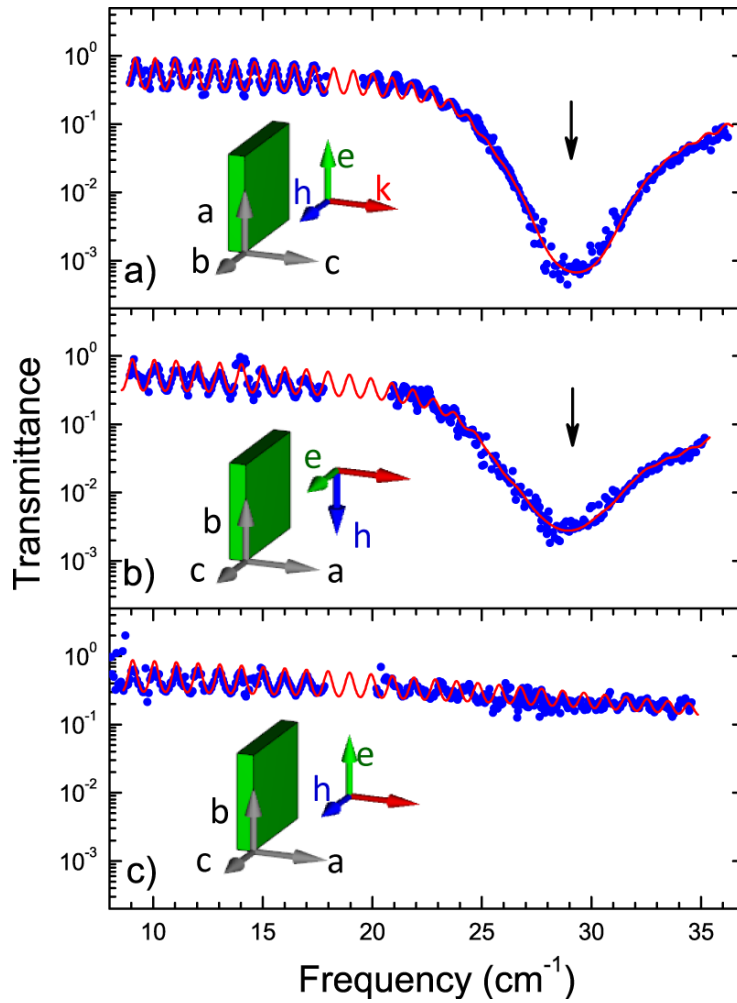 10⁰
10⁻¹
10⁻²
10⁻³
a)
a
b
c
e
h
k
10⁰
10⁻¹
10⁻²
10⁻³
b)
b
c
a
e
h
10⁰
10⁻¹
10⁻²
10⁻³
c)
b
c
a
e
h
Transmittance
10 15 20 25 30 35
Frequency (cm⁻¹)